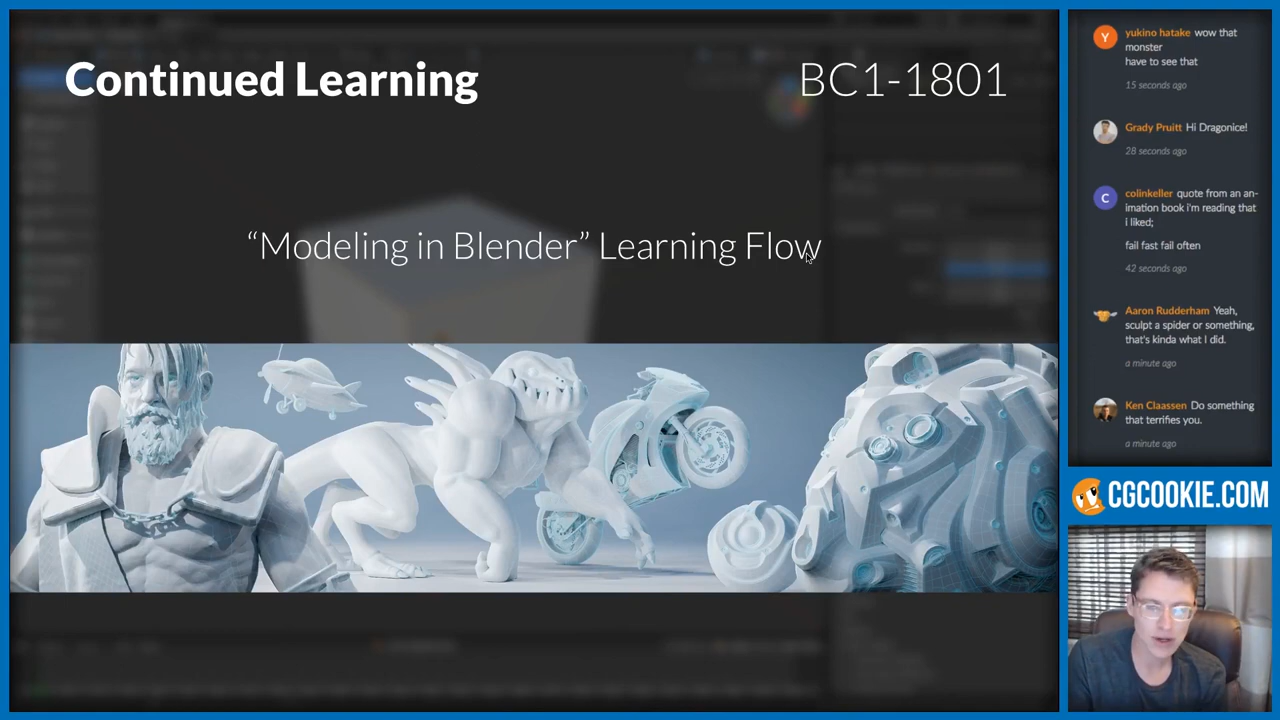 Continued Learning
BC1-1801
“Modeling in Blender” Learning Flow
Y
yukino hatake wow that
monster
have to see that
15 seconds ago
Grady Pruitt Hi Dragonice!
28 seconds ago
C
colinkeller quote from an an-
imation book i'm reading that
i liked;
fail fast fail often
42 seconds ago
Aaron Rudderham Yeah,
sculpt a spider or something,
that's kinda what I did.
a minute ago
Ken Claassen Do something
that terrifies you.
a minute ago
CGCOOKIE.COM